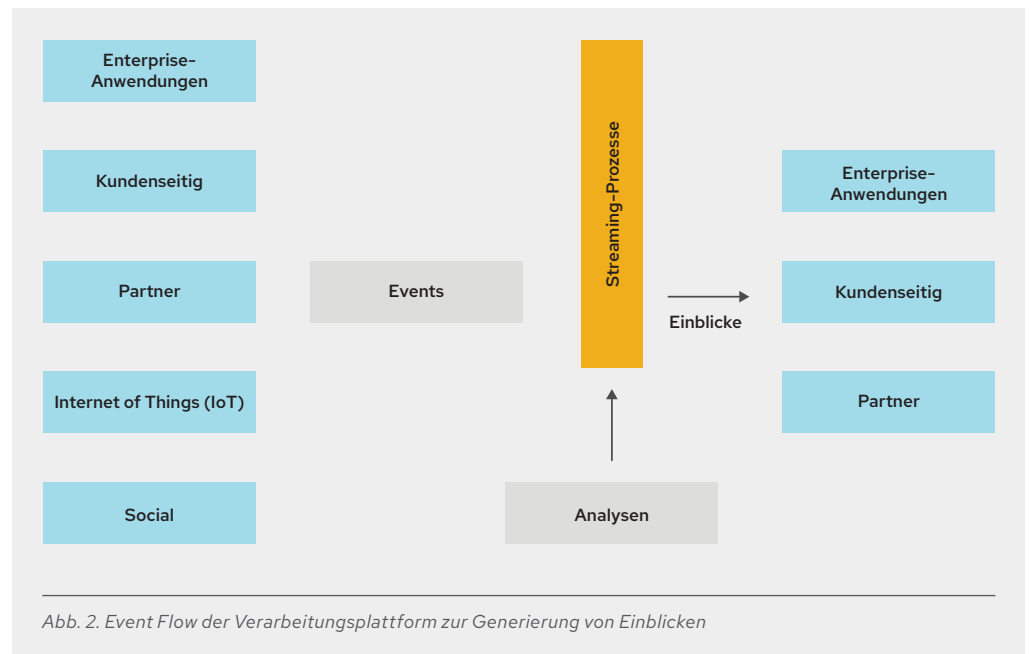 Enterprise-
Anwendungen
Kundenseitig
Partner
Internet of Things (IoT)
Social
Events
Streaming-Prozesse
Analysen
Einblicke
Enterprise-
Anwendungen
Kundenseitig
Partner
Abb. 2. Event Flow der Verarbeitungsplattform zur Generierung von Einblicken